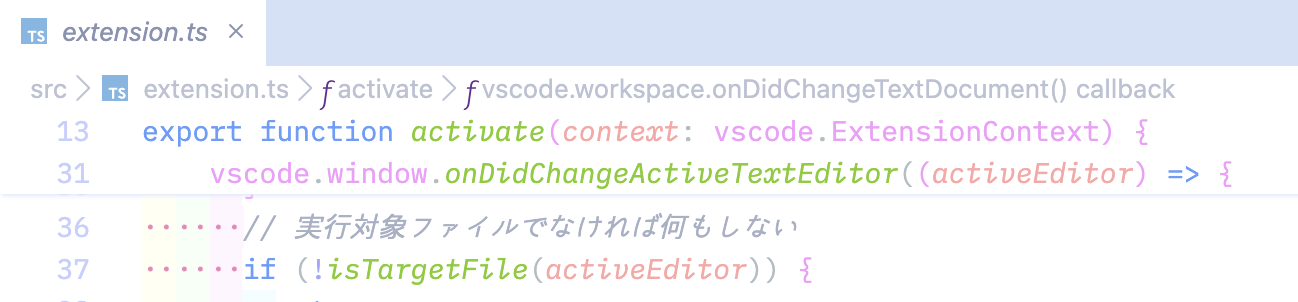 TS extension.ts ×
src > TS extension.ts > ƒ activate > ƒ vscode.workspace.onDidChangeTextDocument() callback
13 export function activate(context: vscode.ExtensionContext) {
31 vscode.window.onDidChangeActiveTextEditor((activeEditor) => {
36 ······// 実行対象ファイルでなければ何もしない
37 ······if (!isTargetFile(activeEditor)) {